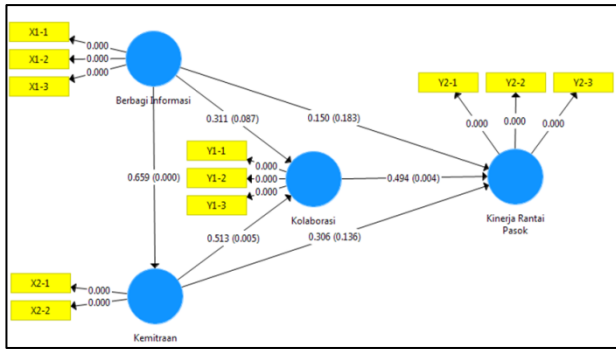 X1-1
X1-2
X1-3
0.000
0.000
0.000
Berbagi Informasi
Y2-1
Y2-2
Y2-3
0.000
0.000
0.000
0.311 (0.087)
0.150 (0.183)
Y1-1
Y1-2
Y1-3
0.000
0.000
0.000
0.659 (0.000)
Kolaborasi
0.494 (0.004)
Kinerja Rantai
Pasok
0.513 (0.005)
0.306 (0.136)
X2-1
X2-2
0.000
0.000
Kemitraan